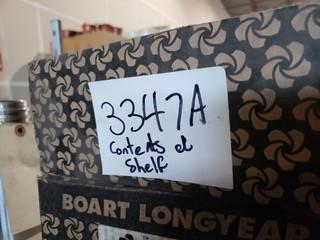 3347A
Contents of
Shelf
BOART LONGYEAR